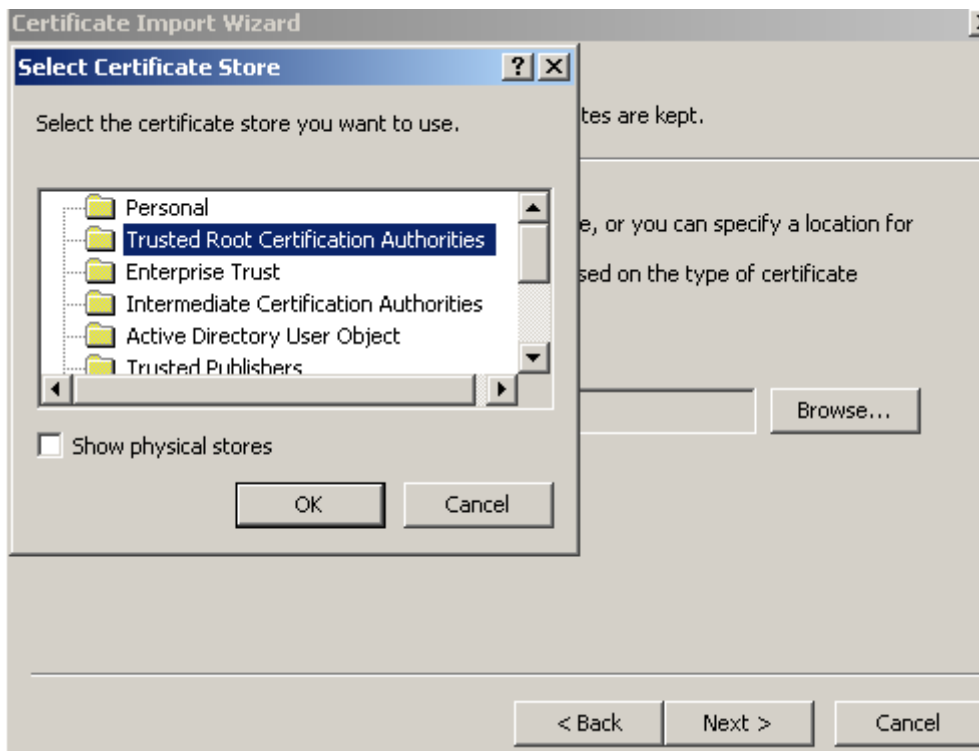 Certificate Import Wizard
Select Certificate Store
Select the certificate store you want to use.
tes are kept.
Personal
Trusted Root Certification Authorities
e, or you can specify a location for
Enterprise Trust
sed on the type of certificate
Intermediate Certification Authorities
Active Directory User Object
Trusted Publishers
Browse...
Show physical stores
OK
Cancel
< Back
Next >
Cancel